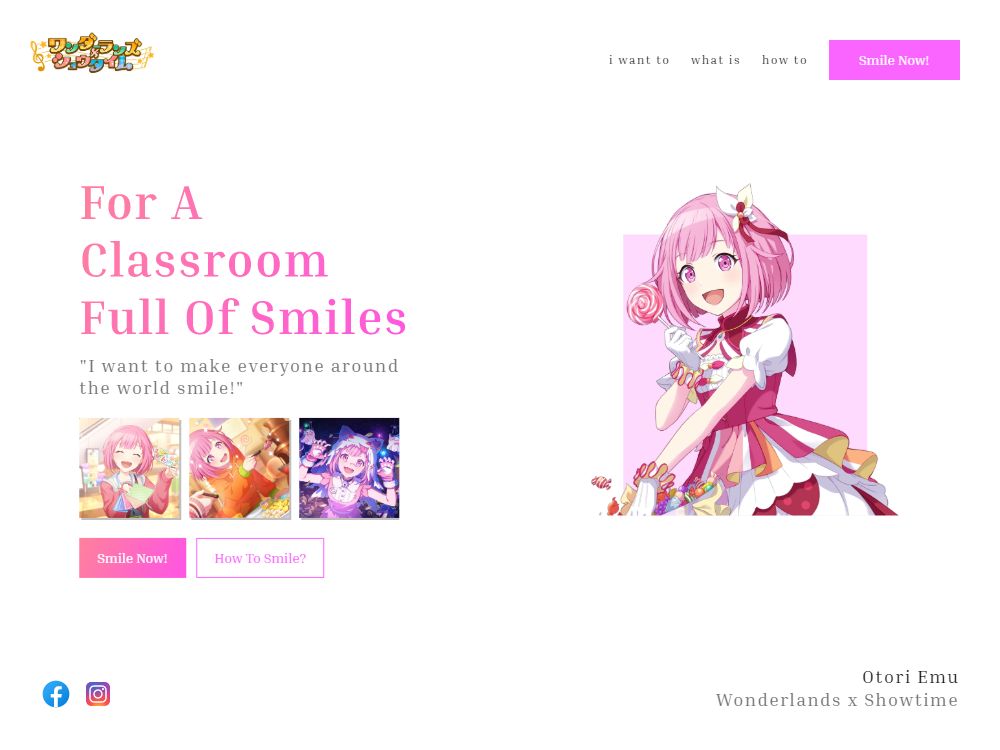 ワンダーランズ
×
ショウタイム
i want to
what is
how to
Smile Now!
For A
Classroom
Full Of Smiles
"I want to make everyone around
the world smile!"
Smile Now!
How To Smile?
Otori Emu
Wonderlands x Showtime